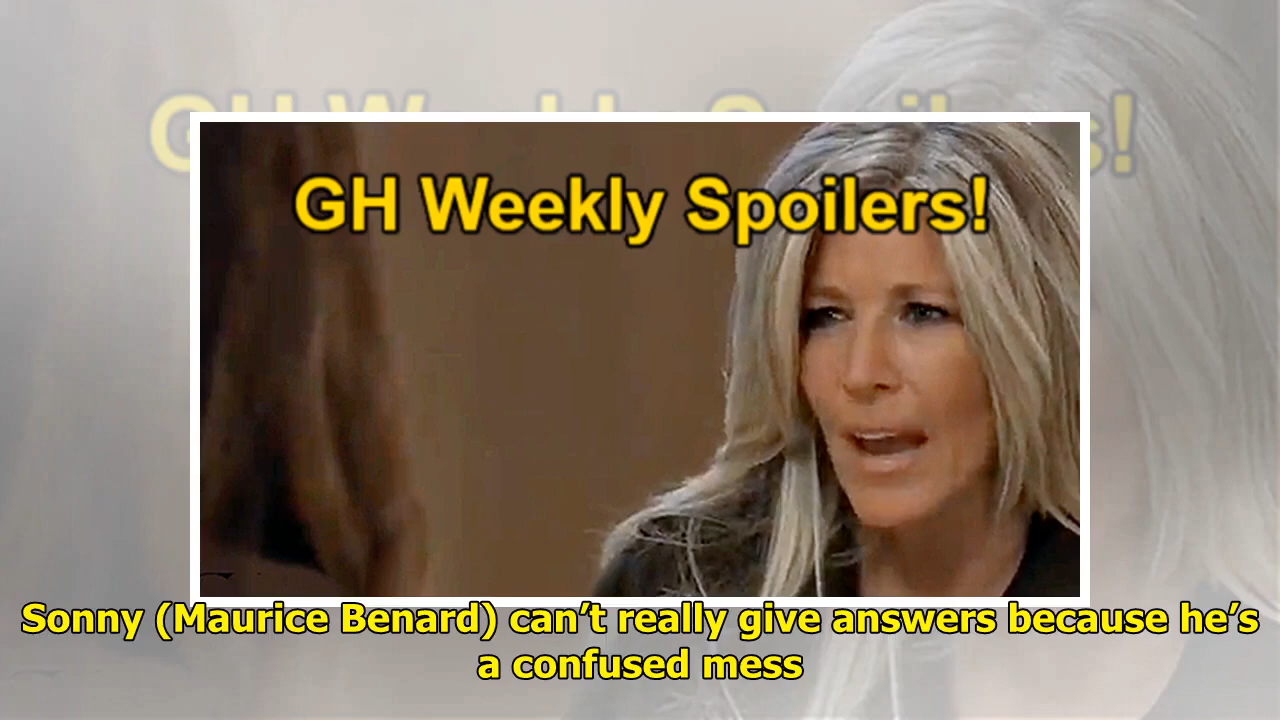 GH Weekly Spoilers!
Sonny (Maurice Benard) can’t really give answers because he’s
a confused mess